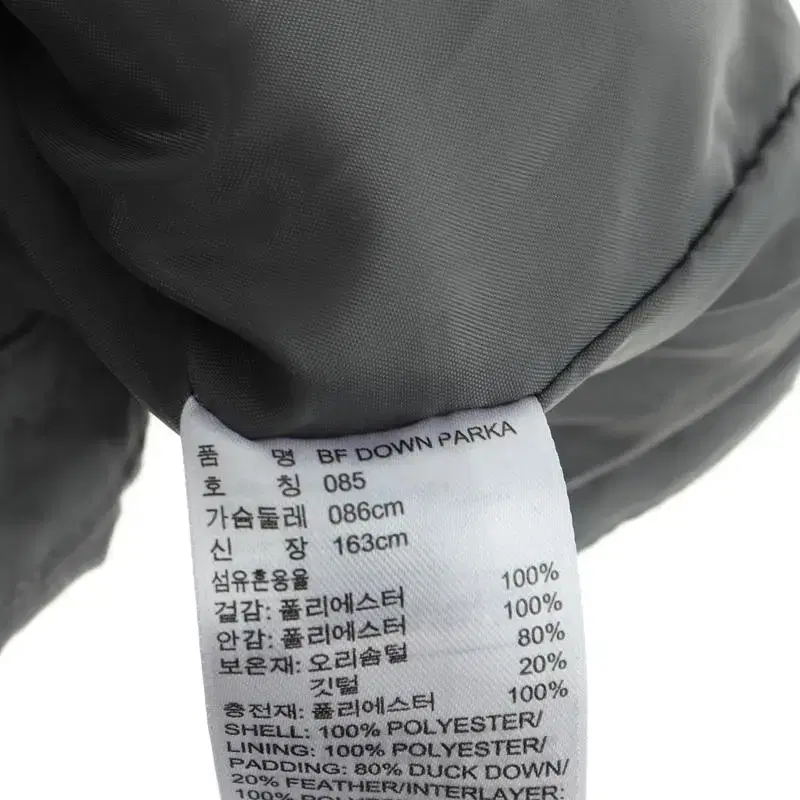 품 명 BF DOWN PARKA
호 칭 085
가슴둘레 086cm
신 장 163cm
섬유혼용율
겉감: 폴리에스터 100%
안감: 폴리에스터 100%
보온재: 오리솜털 80%
깃털 20%
충전재: 폴리에스터 100%
SHELL: 100% POLYESTER/
LINING: 100% POLYESTER/
PADDING: 80% DUCK DOWN/
20% FEATHER/INTERLAYER:
100% POLYESTER